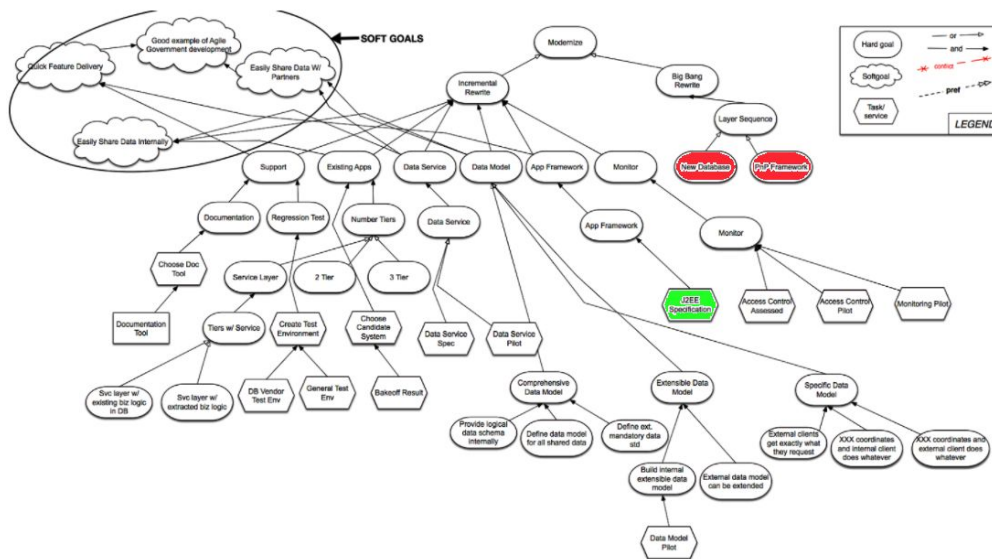 Good example of Agile
Government development
SOFT GOALS
Quick Feature Delivery
Easily Share Data W/
Partners
Easily Share Data Internally
Modernize
Incremental
Rewrite
Big Bang
Rewrite
Layer Sequence
New Database
PnP Framework
Hard goal
or
and
conflict
Softgoal
pref
Task/
service
LEGEND
Support
Existing Apps
Data Service
Data Model
App Framework
Monitor
Documentation
Regression Test
Number Tiers
Data Service
App Framework
Monitor
Choose Doc
Tool
Service Layer
2 Tier
3 Tier
J2EE
Specification
Access Control
Assessed
Access Control
Pilot
Monitoring Pilot
Documentation
Tool
Tiers w/ Service
Create Test
Environment
Choose
Candidate
System
Data Service
Spec
Data Service
Pilot
Svc layer w/
existing biz logic
in DB
Svc layer w/
extracted biz logic
DB Vendor
Test Env
General Test
Env
Bakeoff Result
Comprehensive
Data Model
Extensible Data
Model
Specific Data
Model
Provide logical
data schema
internally
Define data model
for all shared data
Define ext.
mandatory data
std
External clients
get exactly what
they request
XXX coordinates
and internal client
does whatever
XXX coordinates and
external client does
whatever
Build internal
extensible data
model
External data model
can be extended
Data Model
Pilot